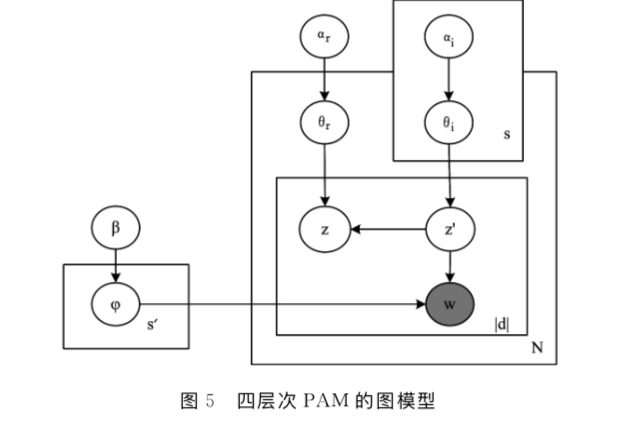 αr αi
θr θi
s
β z z'
φ w
s′ |d|
N
图 5 四层次 PAM 的图模型